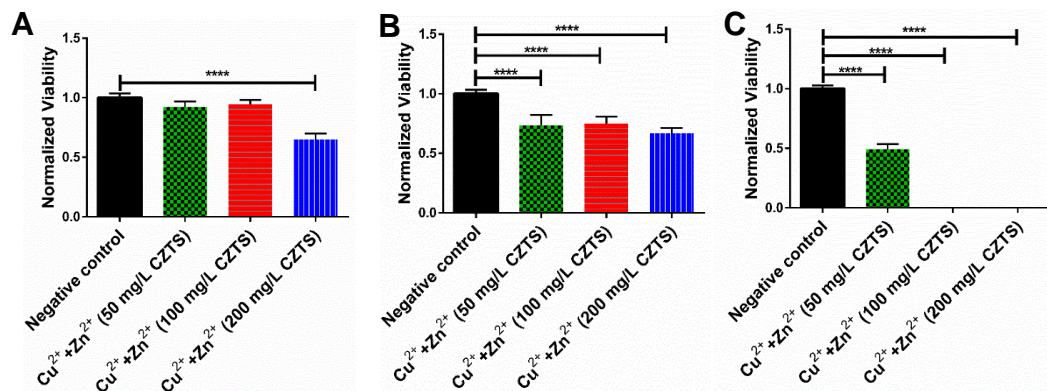 A
Normalized Viability
1.5
1.0
0.5
0.0
****
Negative control
Cu²⁺+Zn²⁺ (50 mg/L CZTS)
Cu²⁺+Zn²⁺ (100 mg/L CZTS)
Cu²⁺+Zn²⁺ (200 mg/L CZTS)
B
Normalized Viability
1.5
1.0
0.5
0.0
****
****
****
Negative control
Cu²⁺+Zn²⁺ (50 mg/L CZTS)
Cu²⁺+Zn²⁺ (100 mg/L CZTS)
Cu²⁺+Zn²⁺ (200 mg/L CZTS)
C
Normalized Viability
1.5
1.0
0.5
0.0
****
****
****
Negative control
Cu²⁺+Zn²⁺ (50 mg/L CZTS)
Cu²⁺+Zn²⁺ (100 mg/L CZTS)
Cu²⁺+Zn²⁺ (200 mg/L CZTS)